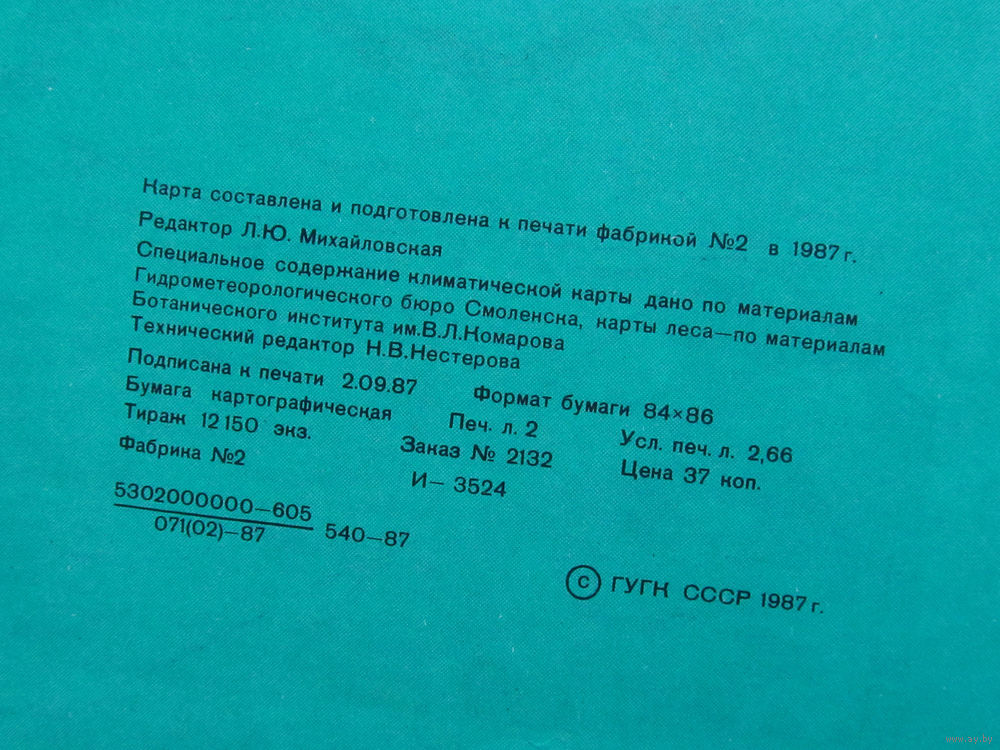 Карта составлена и подготовлена к печати фабрикой №2 в 1987 г.
Редактор Л.Ю. Михайловская
Специальное содержание климатической карты дано по материалам
Гидрометеорологического бюро Смоленска, карты леса—по материалам
Ботанического института им.В.Л.Комарова
Технический редактор Н.В.Нестерова
Подписана к печати 2.09.87 Формат бумаги 84×86
Бумага картографическая Печ. л. 2 Усл. печ. л. 2,66
Тираж 12 150 экз. Заказ № 2132 Цена 37 коп.
Фабрика №2 И— 3524
5302000000—605
071(02)—87
540—87
© ГУГК СССР 1987 г.
www.ay.by